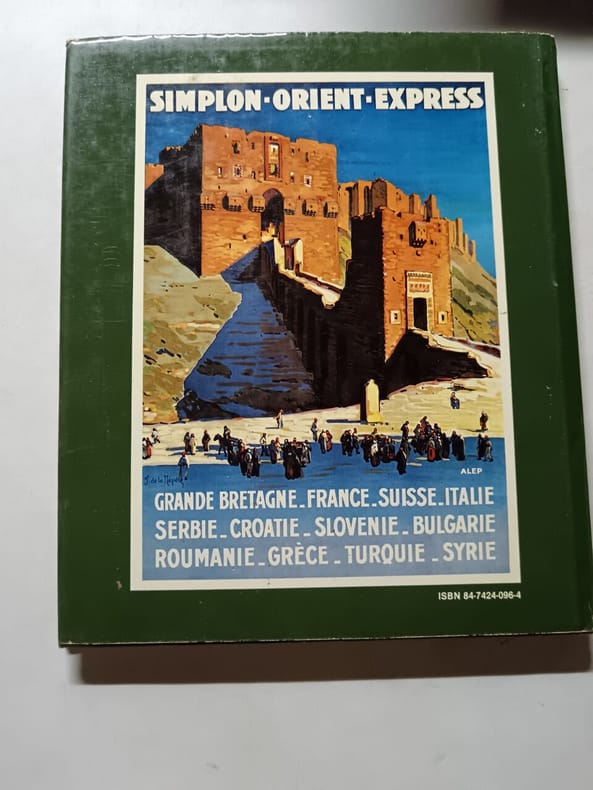 SIMPLON·ORIENT·EXPRESS
ALEP
GRANDE BRETAGNE_FRANCE_SUISSE_ITALIE
SERBIE_CROATIE_SLOVENIE_BULGARIE
ROUMANIE_GRÈCE_TURQUIE_SYRIE
ISBN 84-7424-096-4